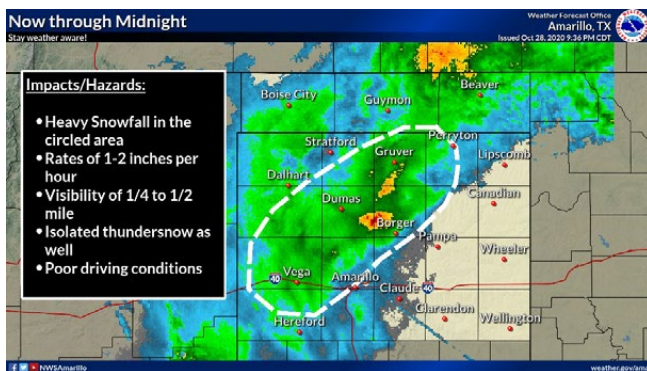 Now through Midnight
Stay weather aware!
Weather Forecast Office
Amarillo, TX
Issued Oct 28, 2020 9:36 PM CDT
Impacts/Hazards:
•Heavy Snowfall in the
circled area
•Rates of 1-2 inches per
hour
•Visibility of 1/4 to 1/2
mile
•Isolated thundersnow as
well
•Poor driving conditions
Boise City
Guymon
Beaver
Stratford
Gruver
Perryton
Lipscomb
Dalhart
Dumas
Canadian
Borger
Pampa
Wheeler
Vega
40
Amarillo
Claude
40
Clarendon
Wellington
Hereford
NWSAmarillo
weather.gov/ama